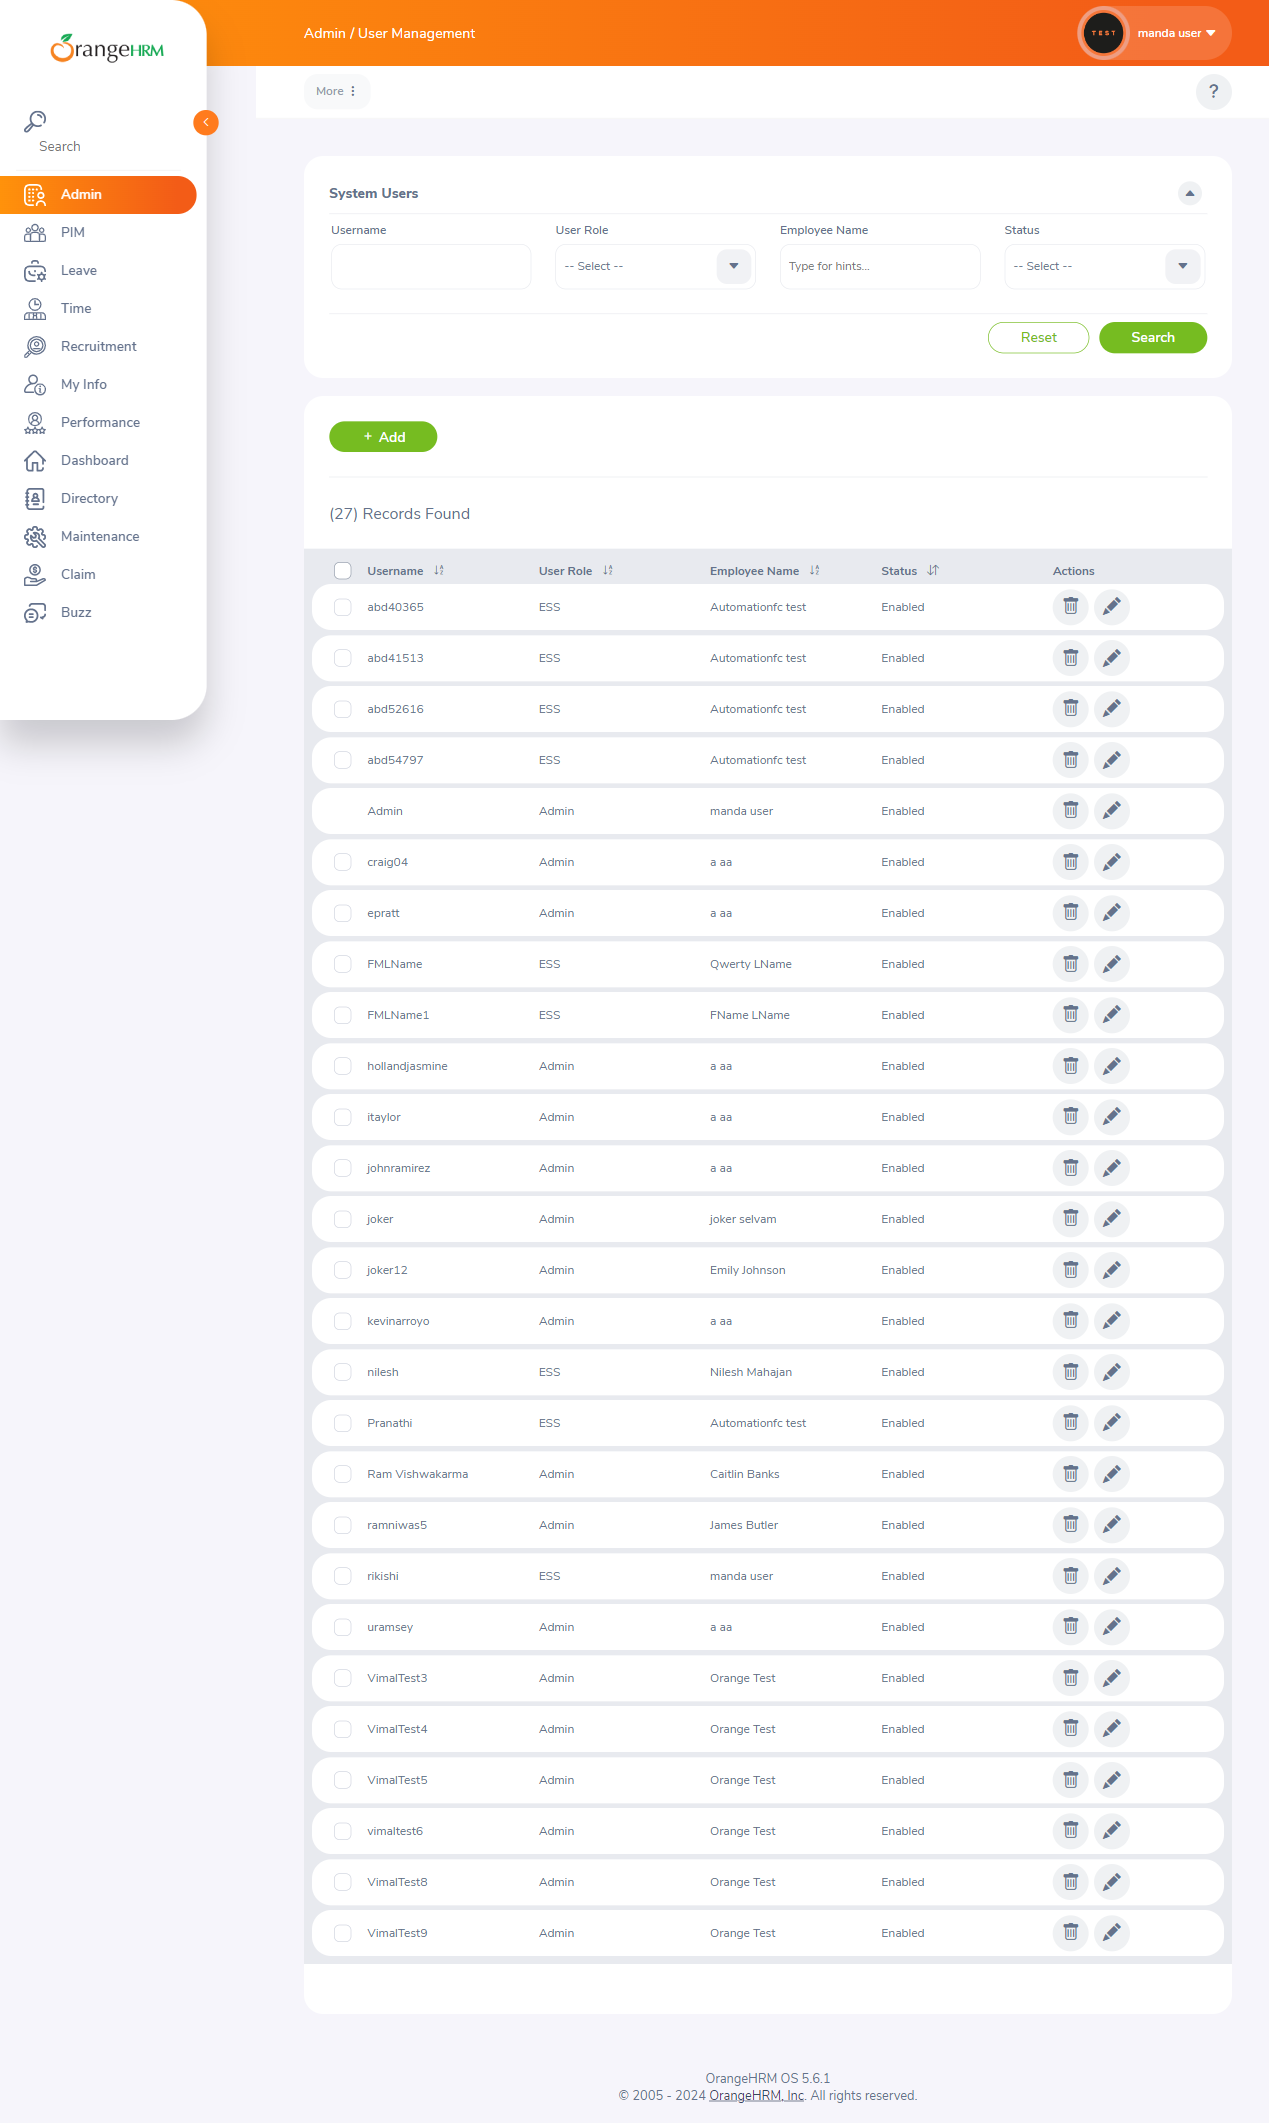 OrangeHRM
Admin / User Management
TEST
manda user
More
?
Search
Admin
PIM
Leave
Time
Recruitment
My Info
Performance
Dashboard
Directory
Maintenance
Claim
Buzz
System Users
Username User Role Employee Name Status
-- Select -- Type for hints... -- Select --
Reset Search
+ Add
(27) Records Found
Username User Role Employee Name Status Actions
abd40365 ESS Automationfc test Enabled
abd41513 ESS Automationfc test Enabled
abd52616 ESS Automationfc test Enabled
abd54797 ESS Automationfc test Enabled
Admin Admin manda user Enabled
craig04 Admin a aa Enabled
epratt Admin a aa Enabled
FMLName ESS Qwerty LName Enabled
FMLName1 ESS FName LName Enabled
hollandjasmine Admin a aa Enabled
itaylor Admin a aa Enabled
johnramirez Admin a aa Enabled
joker Admin joker selvam Enabled
joker12 Admin Emily Johnson Enabled
kevinarroyo Admin a aa Enabled
nilesh ESS Nilesh Mahajan Enabled
Pranathi ESS Automationfc test Enabled
Ram Vishwakarma Admin Caitlin Banks Enabled
ramniwas5 Admin James Butler Enabled
rikishi ESS manda user Enabled
uramsey Admin a aa Enabled
VimalTest3 Admin Orange Test Enabled
VimalTest4 Admin Orange Test Enabled
VimalTest5 Admin Orange Test Enabled
vimaltest6 Admin Orange Test Enabled
VimalTest8 Admin Orange Test Enabled
VimalTest9 Admin Orange Test Enabled
OrangeHRM OS 5.6.1
© 2005 - 2024 OrangeHRM, Inc. All rights reserved.